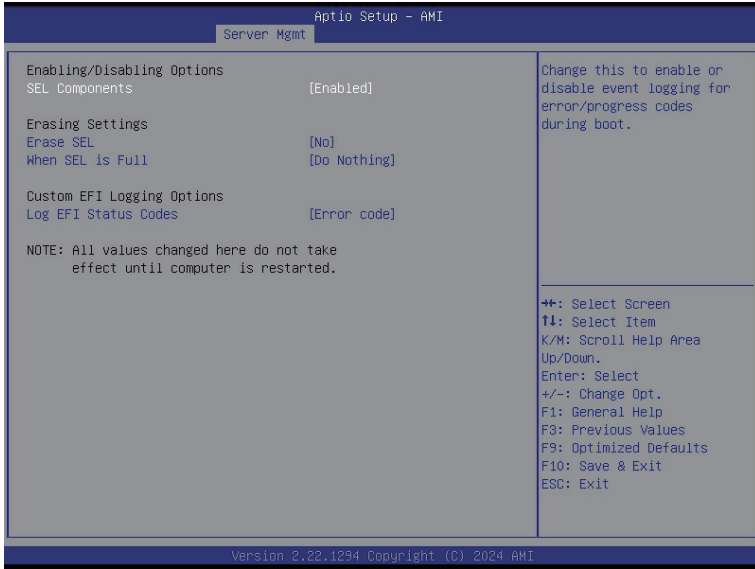 Aptio Setup – AMI
Server Mgmt
Enabling/Disabling Options
SEL Components [Enabled]
Erasing Settings
Erase SEL [No]
When SEL is Full [Do Nothing]
Custom EFI Logging Options
Log EFI Status Codes [Error code]
NOTE: All values changed here do not take
effect until computer is restarted.
Change this to enable or
disable event logging for
error/progress codes
during boot.
→←: Select Screen
↑↓: Select Item
K/M: Scroll Help Area
Up/Down.
Enter: Select
+/-: Change Opt.
F1: General Help
F3: Previous Values
F9: Optimized Defaults
F10: Save & Exit
ESC: Exit
Version 2.22.1294 Copyright (C) 2024 AMI